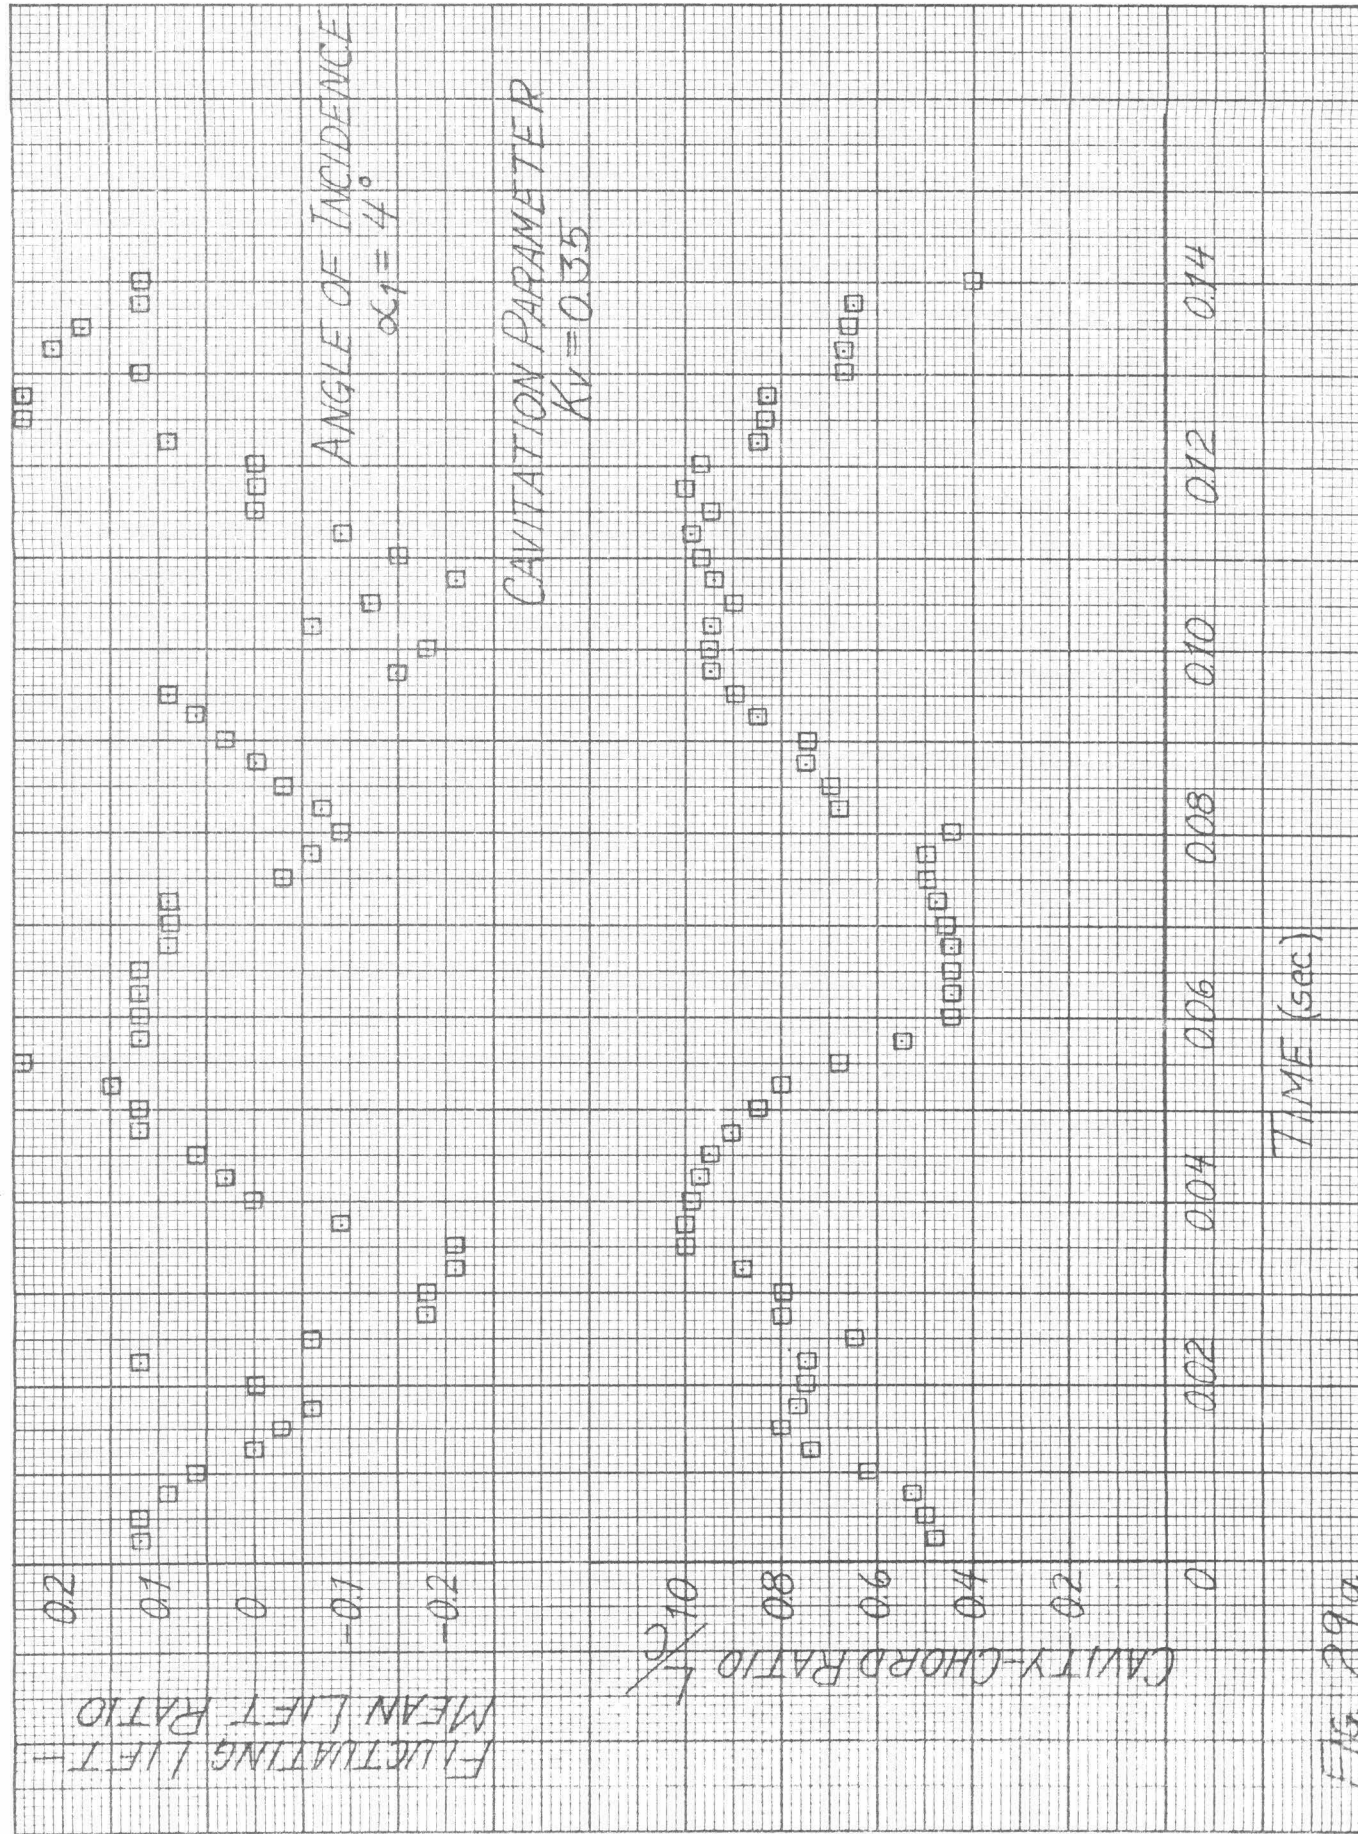 FLUCTUATING LIFT-
MEAN LIFT RATIO
0.2
0.1
0
-0.1
-0.2
ANGLE OF INCIDENCE
α1 = 4°
CAVITATION PARAMETER
Kv = 0.35
CAVITY-CHORD RATIO L/C
1.0
0.8
0.6
0.4
0.2
0
0.02
0.04
0.06
0.08
0.10
0.12
0.14
TIME (sec)
FIG. 29a.